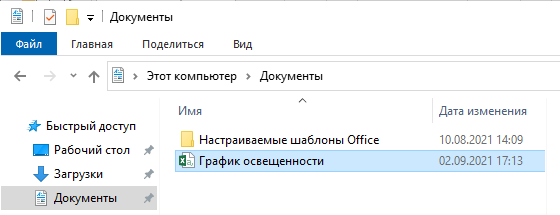 Документы
Файл Главная Поделиться Вид
Этот компьютер Документы
Имя Дата изменения
Быстрый доступ
Настраиваемые шаблоны Office 10.08.2021 14:09
Рабочий стол
График освещенности 02.09.2021 17:13
Загрузки
Документы